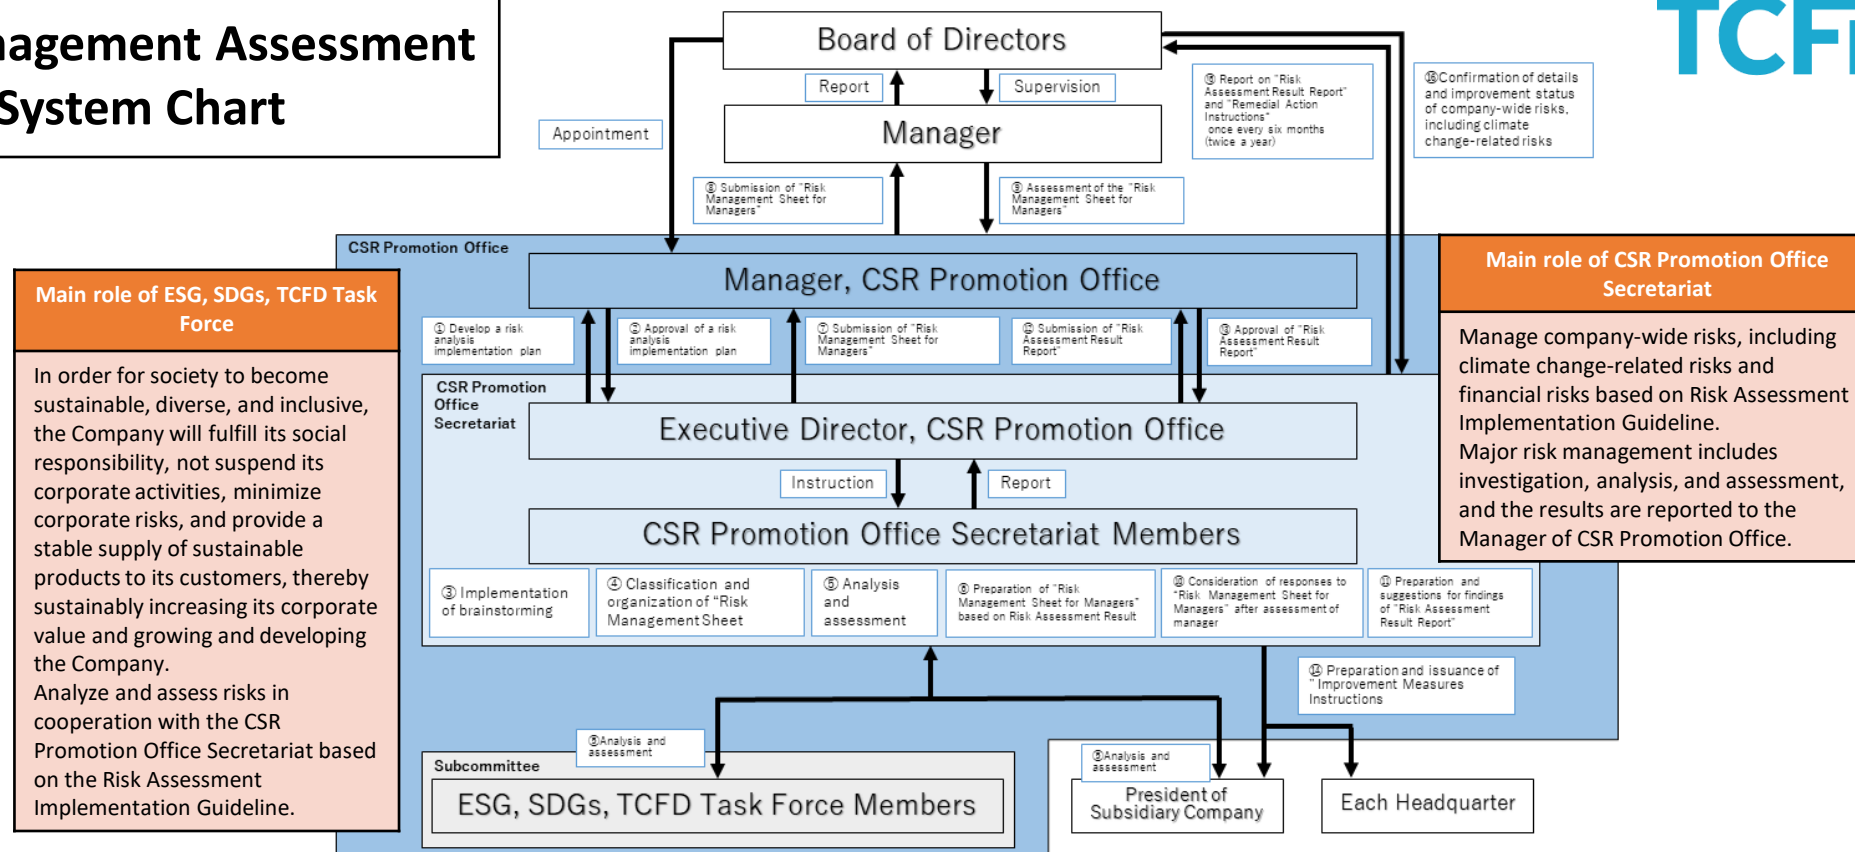 nagement Assessment
System Chart
TCF
Board of Directors
Report
Supervision
Appointment
Manager
⑮ Report on "Risk
Assessment Result Report"
and "Remedial Action
Instructions"
once every six months
(twice a year)
⑯Confirmation of details
and improvement status
of company-wide risks,
including climate
change-related risks
⑧ Submission of "Risk
Management Sheet for
Managers"
⑨ Assessment of the "Risk
Management Sheet for
Managers"
CSR Promotion Office
Manager, CSR Promotion Office
① Develop a risk
analysis
implementation plan
② Approval of a risk
analysis
implementation plan
⑦ Submission of "Risk
Management Sheet for
Managers"
⑫ Submission of "Risk
Assessment Result
Report"
⑬ Approval of "Risk
Assessment Result
Report"
CSR Promotion
Office
Secretariat
Executive Director, CSR Promotion Office
Instruction
Report
CSR Promotion Office Secretariat Members
③ Implementation
of brainstorming
④ Classification and
organization of "Risk
Management Sheet
⑤ Analysis
and
assessment
⑥ Preparation of "Risk
Management Sheet for Managers"
based on Risk Assessment Result
⑩ Consideration of responses to
"Risk Management Sheet for
Managers" after assessment of
manager
⑪ Preparation and
suggestions for findings
of "Risk Assessment
Result Report"
⑭ Preparation and issuance of
" Improvement Measures
Instructions
⑤Analysis and
assessment
Subcommittee
ESG, SDGs, TCFD Task Force Members
⑤Analysis and
assessment
President of
Subsidiary Company
Each Headquarter
Main role of ESG, SDGs, TCFD Task
Force
In order for society to become
sustainable, diverse, and inclusive,
the Company will fulfill its social
responsibility, not suspend its
corporate activities, minimize
corporate risks, and provide a
stable supply of sustainable
products to its customers, thereby
sustainably increasing its corporate
value and growing and developing
the Company.
Analyze and assess risks in
cooperation with the CSR
Promotion Office Secretariat based
on the Risk Assessment
Implementation Guideline.
Main role of CSR Promotion Office
Secretariat
Manage company-wide risks, including
climate change-related risks and
financial risks based on Risk Assessment
Implementation Guideline.
Major risk management includes
investigation, analysis, and assessment,
and the results are reported to the
Manager of CSR Promotion Office.